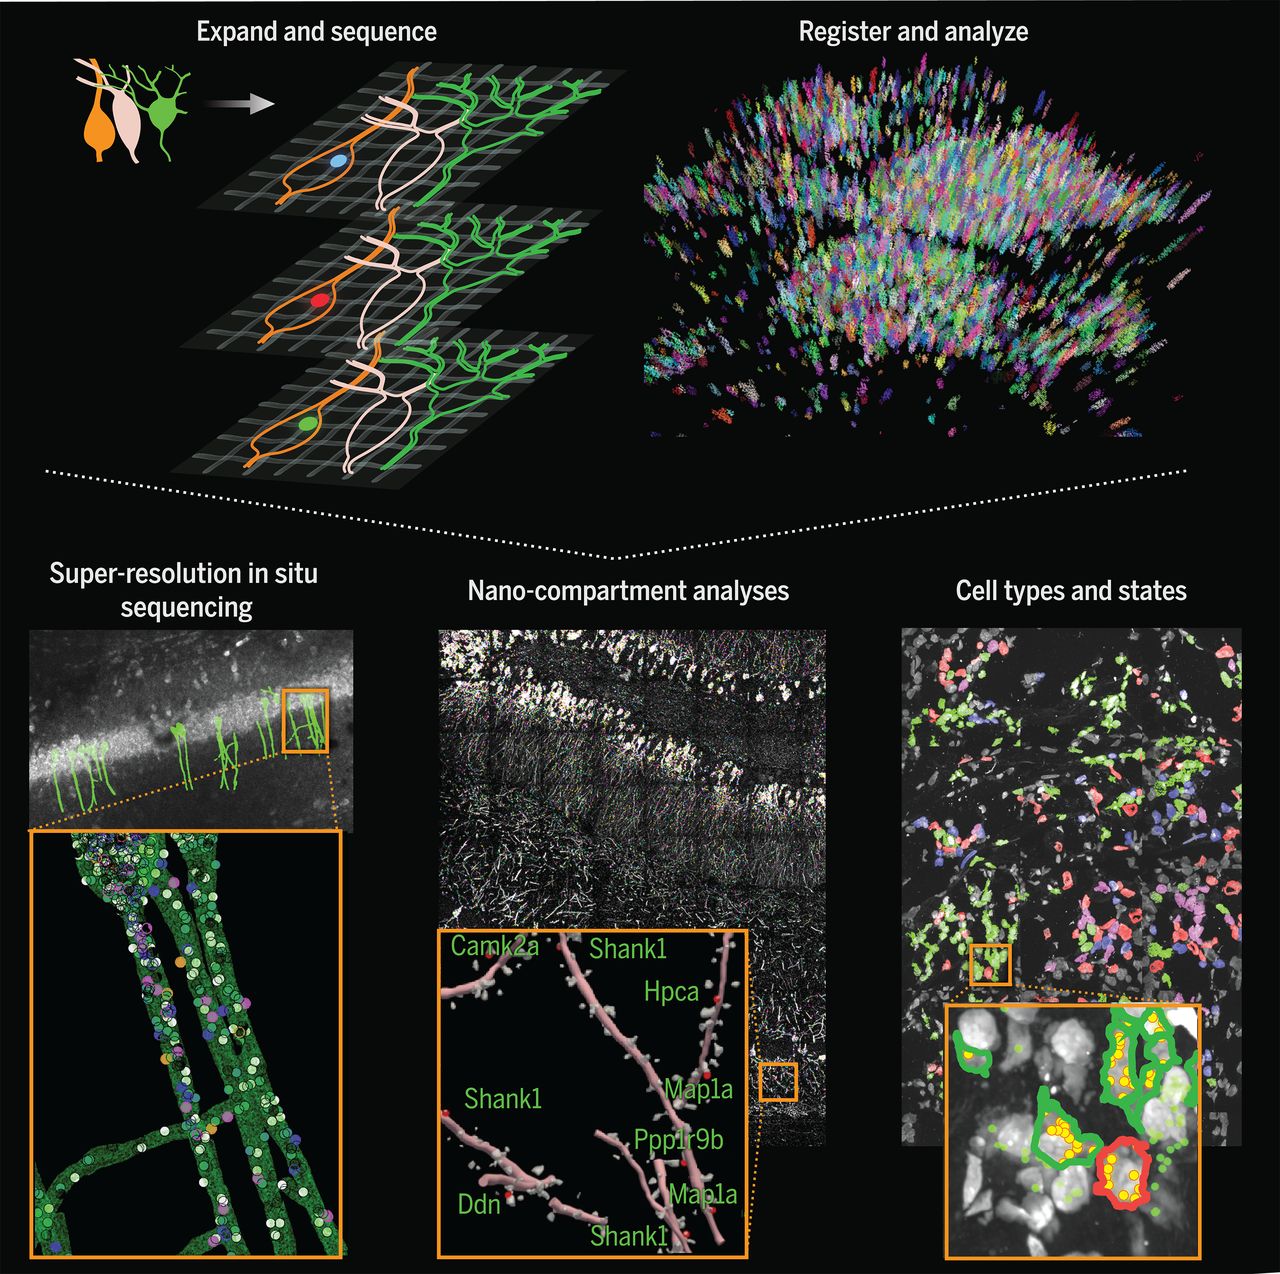 Expand and sequence
Register and analyze
Super-resolution in situ
sequencing
Nano-compartment analyses
Cell types and states
Camk2a
Shank1
Hpca
Map1a
Shank1
Ppp1r9b
Map1a
Ddn
Shank1